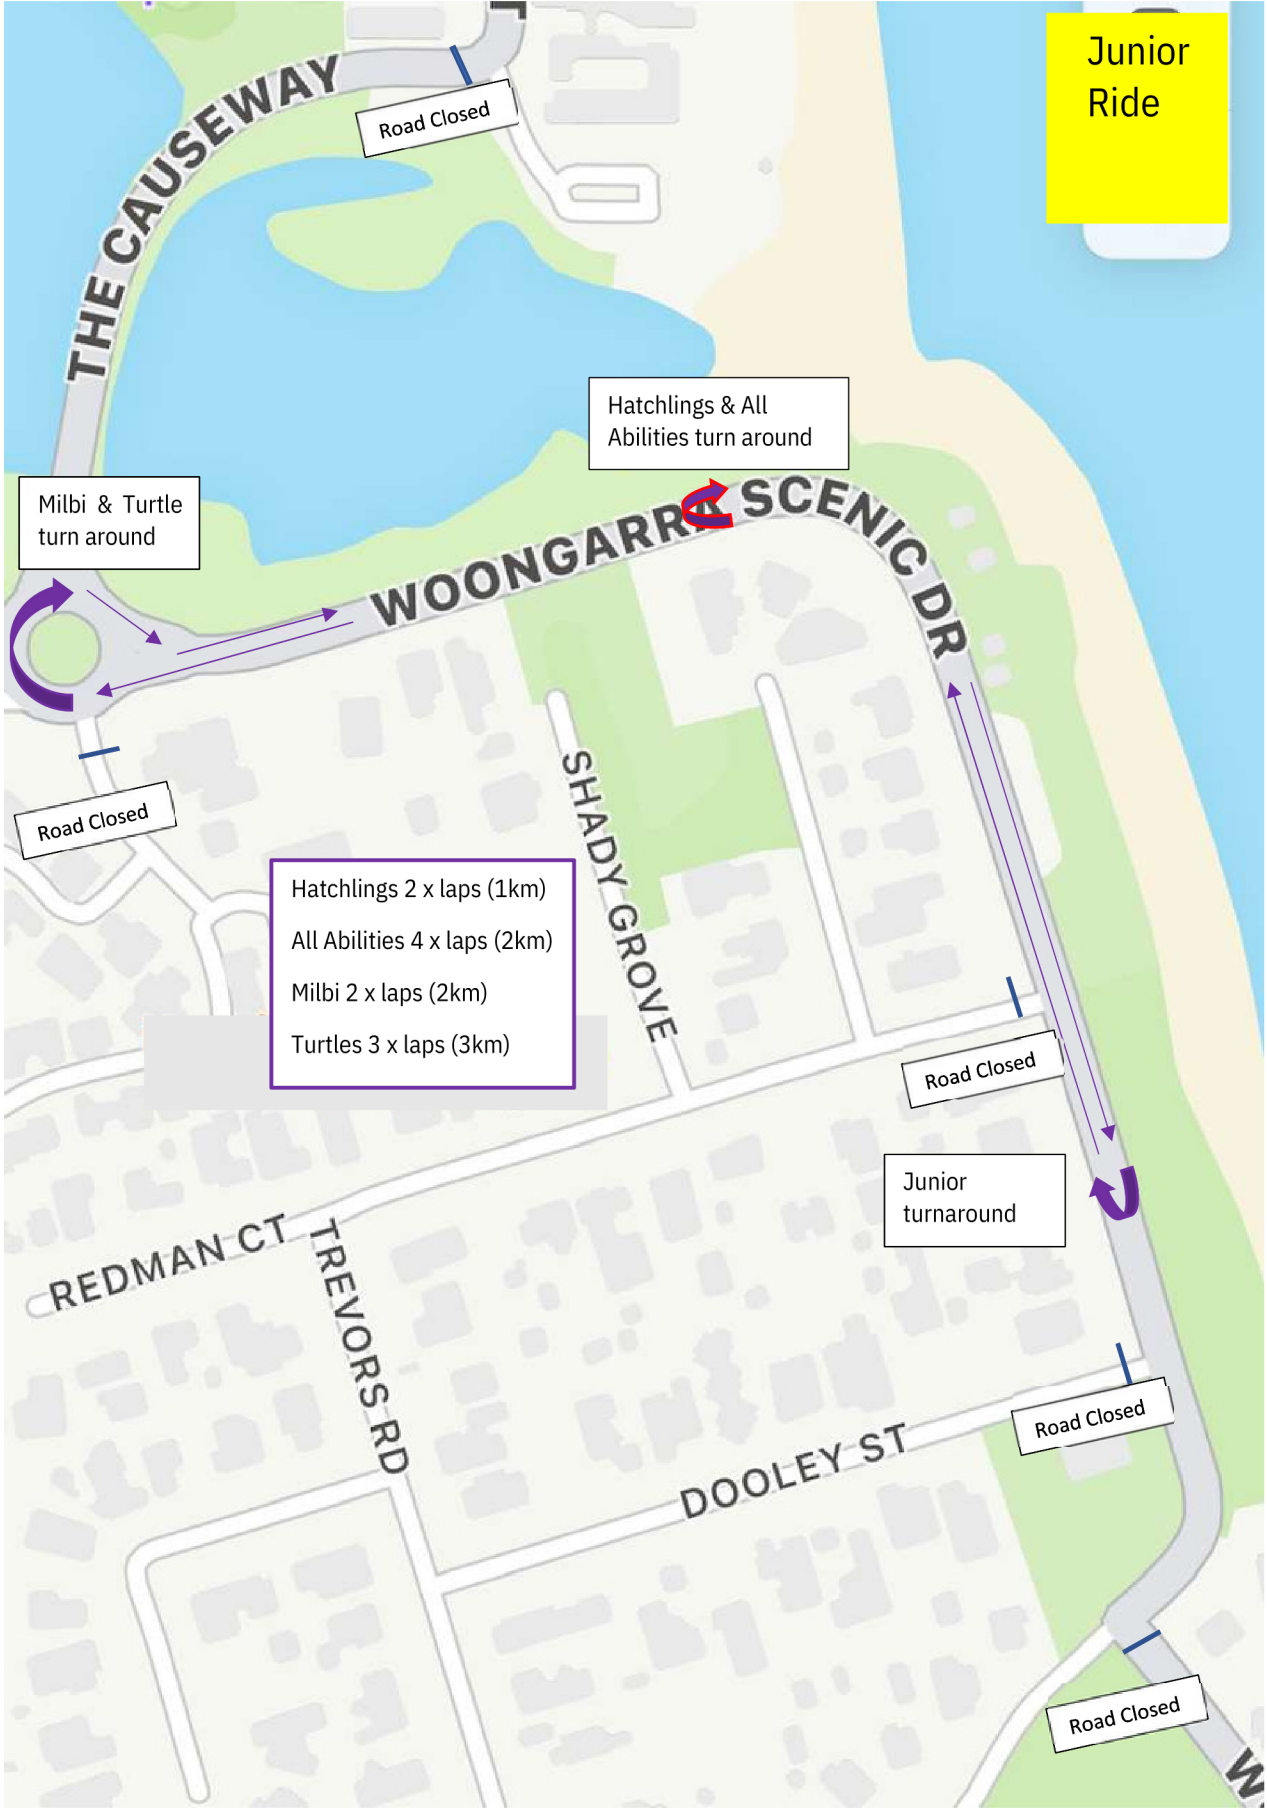 Junior
Ride
THE CAUSEWAY
Road Closed
Hatchlings & All
Abilities turn around
Milbi & Turtle
turn around
WOONGARRA SCENIC DR
Road Closed
SHADY GROVE
Hatchlings 2 x laps (1km)
All Abilities 4 x laps (2km)
Milbi 2 x laps (2km)
Turtles 3 x laps (3km)
Road Closed
Junior
turnaround
REDMAN CT
TREVORS RD
Road Closed
DOOLEY ST
Road Closed
W